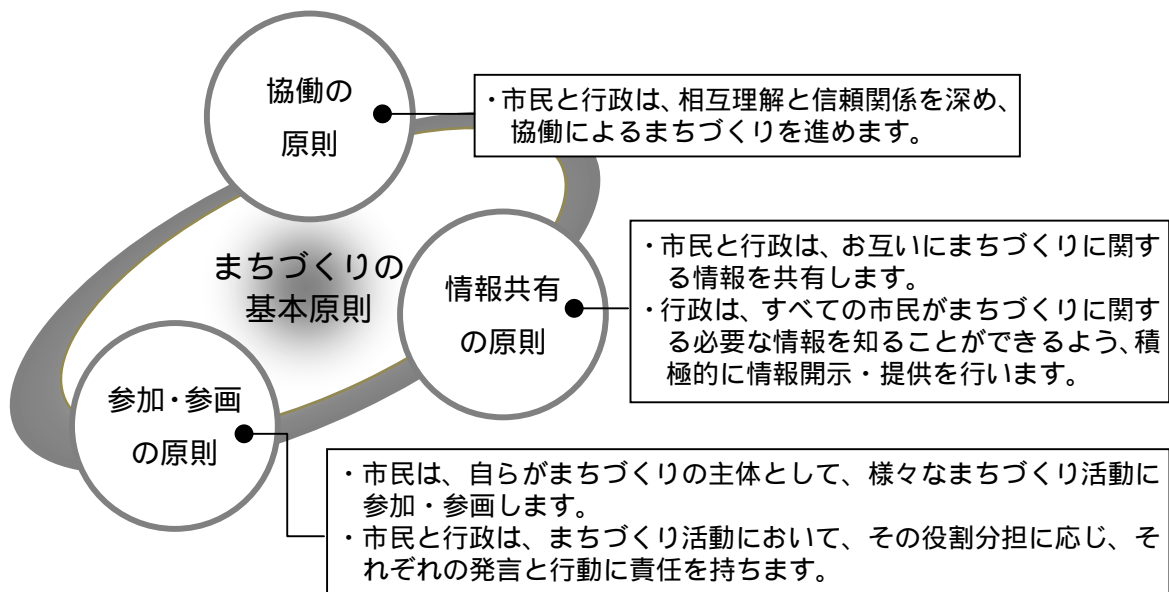 協働の
原則
・市民と行政は、相互理解と信頼関係を深め、
協働によるまちづくりを進めます。
まちづくりの
基本原則
情報共有
の原則
・市民と行政は、お互いにまちづくりに関す
る情報を共有します。
・行政は、すべての市民がまちづくりに関す
る必要な情報を知ることができるよう、積
極的に情報開示・提供を行います。
参加・参画
の原則
・市民は、自らがまちづくりの主体として、様々なまちづくり活動に
参加・参画します。
・市民と行政は、まちづくり活動において、その役割分担に応じ、そ
れぞれの発言と行動に責任を持ちます。